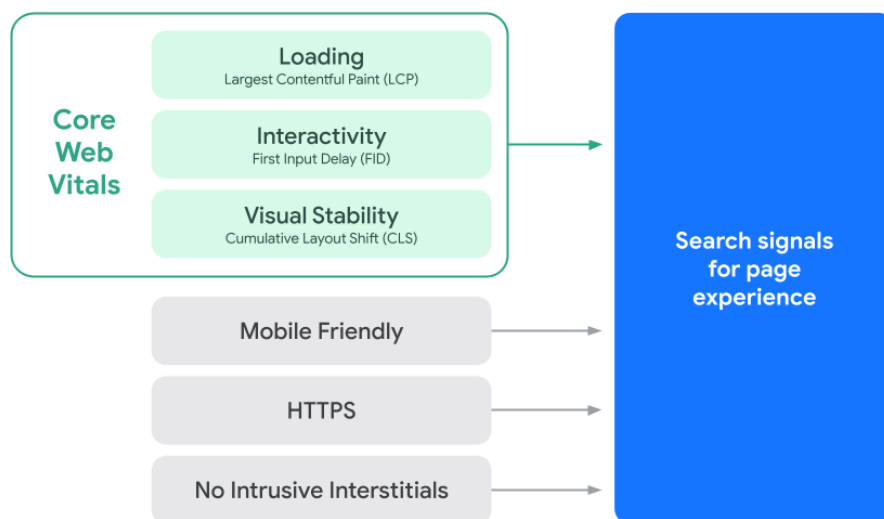 Core
Web
Vitals
Loading
Largest Contentful Paint (LCP)
Interactivity
First Input Delay (FID)
Visual Stability
Cumulative Layout Shift (CLS)
Mobile Friendly
HTTPS
No Intrusive Interstitials
Search signals
for page
experience